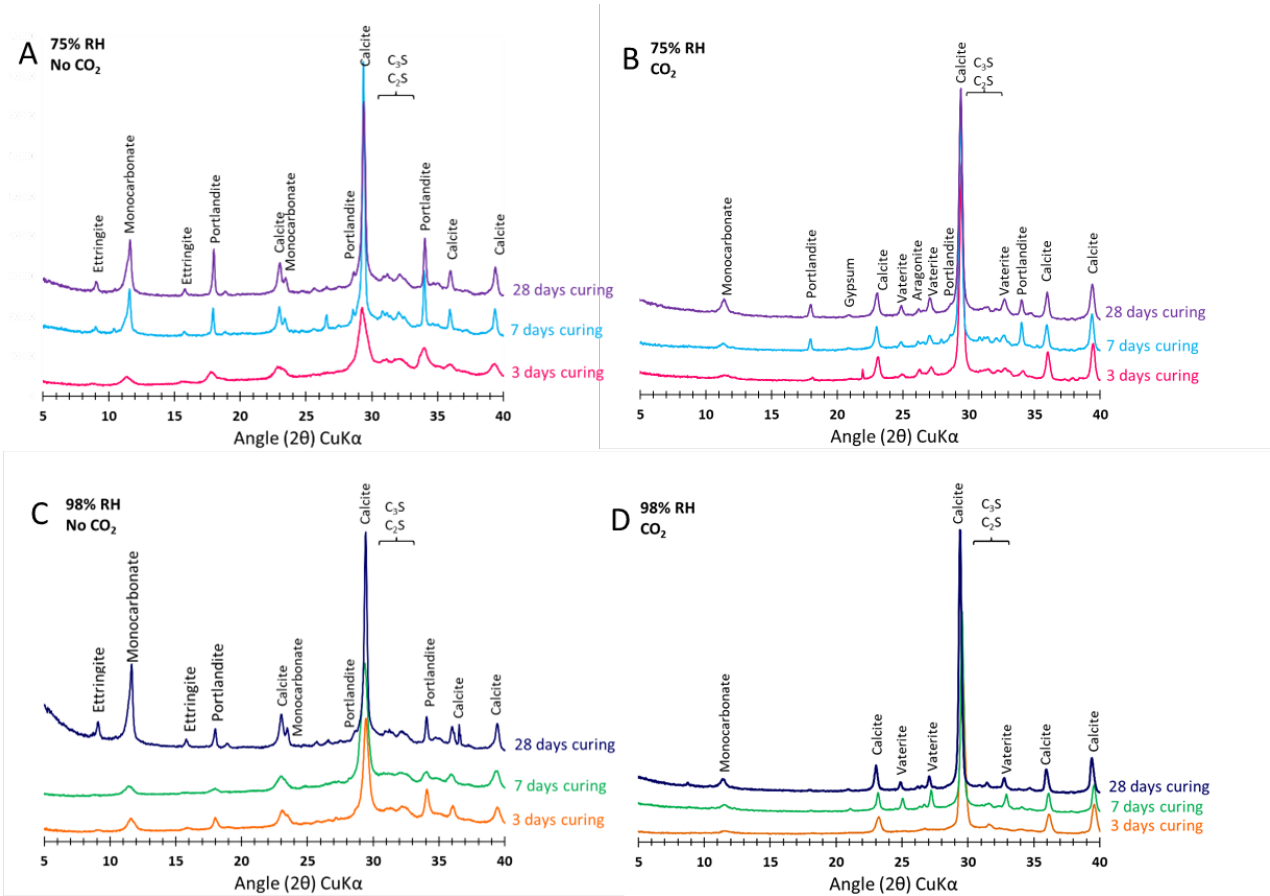 A
75% RH
No CO₂
Calcite
C₃S
C₂S
Ettringite
Monocarbonate
Ettringite
Portlandite
Calcite
Monocarbonate
Portlandite
Portlandite
Calcite
Calcite
28 days curing
7 days curing
3 days curing
5 10 15 20 25 30 35 40
Angle (2θ) CuKα
B
75% RH
CO₂
Calcite
C₃S
C₂S
Monocarbonate
Portlandite
Gypsum
Calcite
Vaterite
Aragonite
Vaterite
Portlandite
Vaterite
Portlandite
Calcite
Calcite
28 days curing
7 days curing
3 days curing
5 10 15 20 25 30 35 40
Angle (2θ) CuKα
C
98% RH
No CO₂
Calcite
C₃S
C₂S
Ettringite
Monocarbonate
Ettringite
Portlandite
Calcite
Monocarbonate
Portlandite
Portlandite
Calcite
Calcite
28 days curing
7 days curing
3 days curing
5 10 15 20 25 30 35 40
Angle (2θ) CuKα
D
98% RH
CO₂
Calcite
C₃S
C₂S
Monocarbonate
Calcite
Vaterite
Vaterite
Vaterite
Calcite
Calcite
28 days curing
7 days curing
3 days curing
5 10 15 20 25 30 35 40
Angle (2θ) CuKα